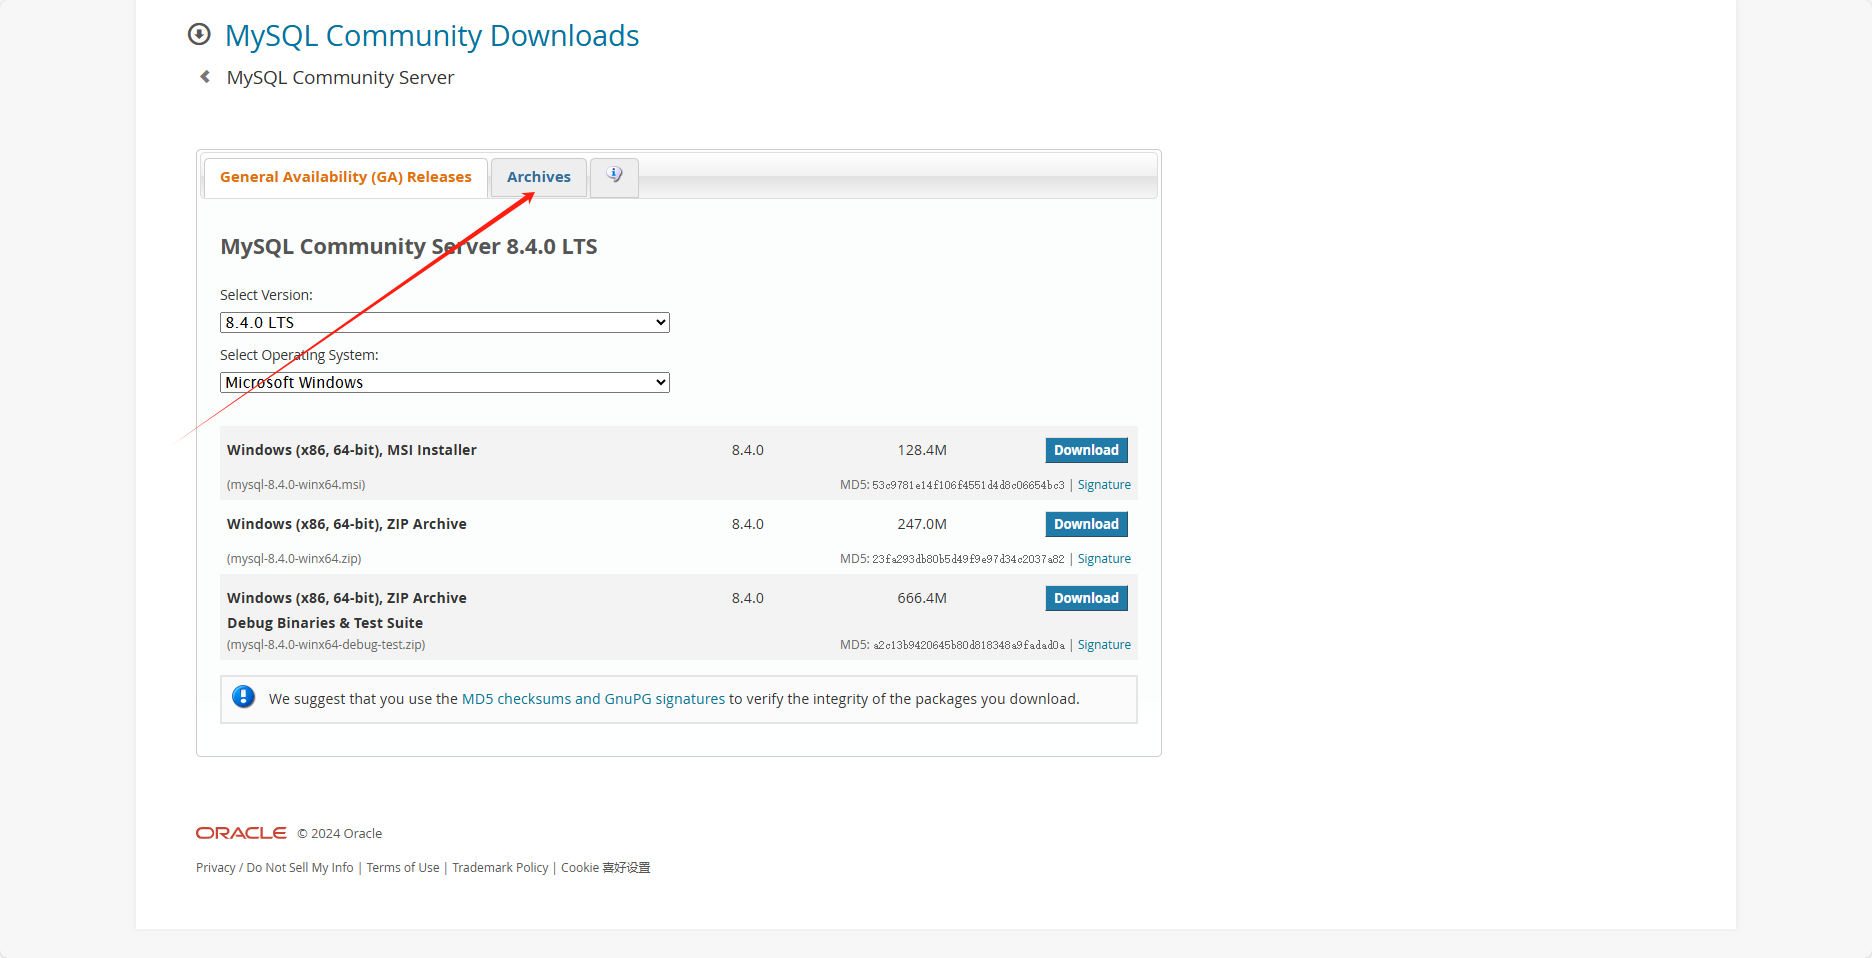 MySQL Community Downloads
MySQL Community Server
General Availability (GA) Releases Archives
MySQL Community Server 8.4.0 LTS
Select Version:
8.4.0 LTS
Select Operating System:
Microsoft Windows
Windows (x86, 64-bit), MSI Installer 8.4.0 128.4M Download
(mysql-8.4.0-winx64.msi) MD5: 53c9781e14f106f4551d4d8c06654bc3 | Signature
Windows (x86, 64-bit), ZIP Archive 8.4.0 247.0M Download
(mysql-8.4.0-winx64.zip) MD5: 23fa293db80b5d49f9e97d34c2037a82 | Signature
Windows (x86, 64-bit), ZIP Archive 8.4.0 666.4M Download
Debug Binaries & Test Suite
(mysql-8.4.0-winx64-debug-test.zip) MD5: a2c13b9420645b80d818348a9fadad0a | Signature
We suggest that you use the MD5 checksums and GnuPG signatures to verify the integrity of the packages you download.
ORACLE © 2024 Oracle
Privacy / Do Not Sell My Info | Terms of Use | Trademark Policy | Cookie 喜好设置